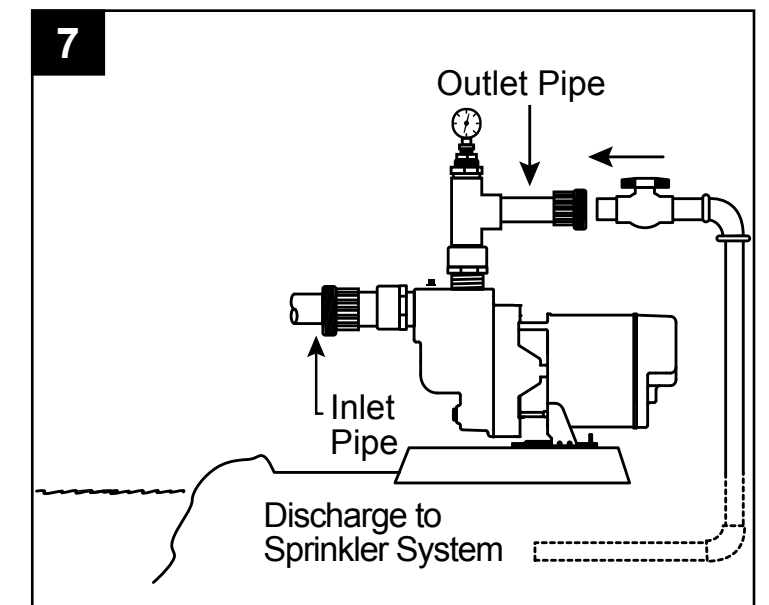 7
Outlet Pipe
Inlet
Pipe
Discharge to
Sprinkler System